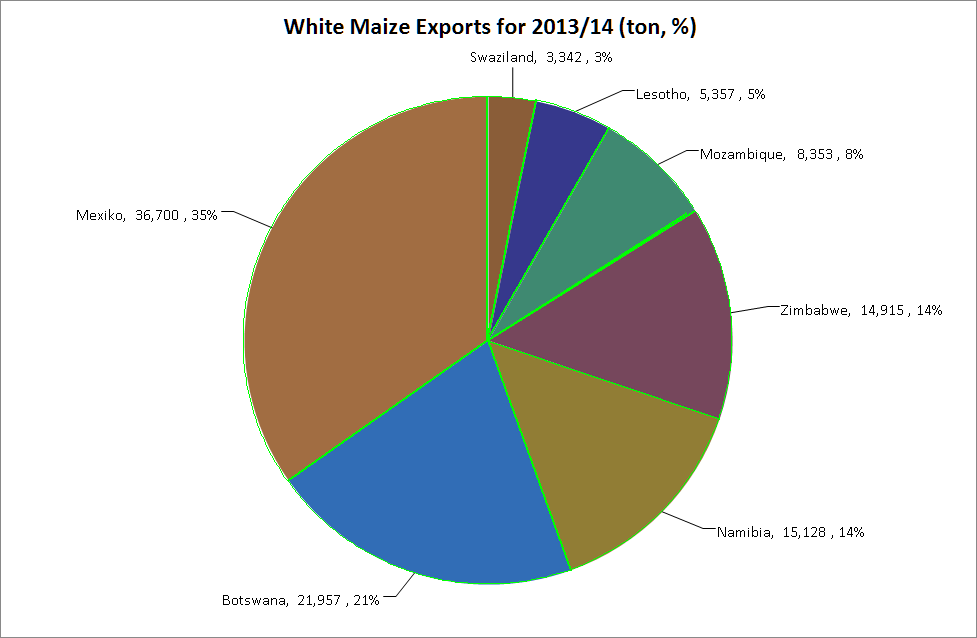 White Maize Exports for 2013/14 (ton, %)
Swaziland, 3,342 , 3%
Lesotho, 5,357 , 5%
Mozambique, 8,353 , 8%
Mexiko, 36,700 , 35%
Zimbabwe, 14,915 , 14%
Namibia, 15,128 , 14%
Botswana, 21,957 , 21%